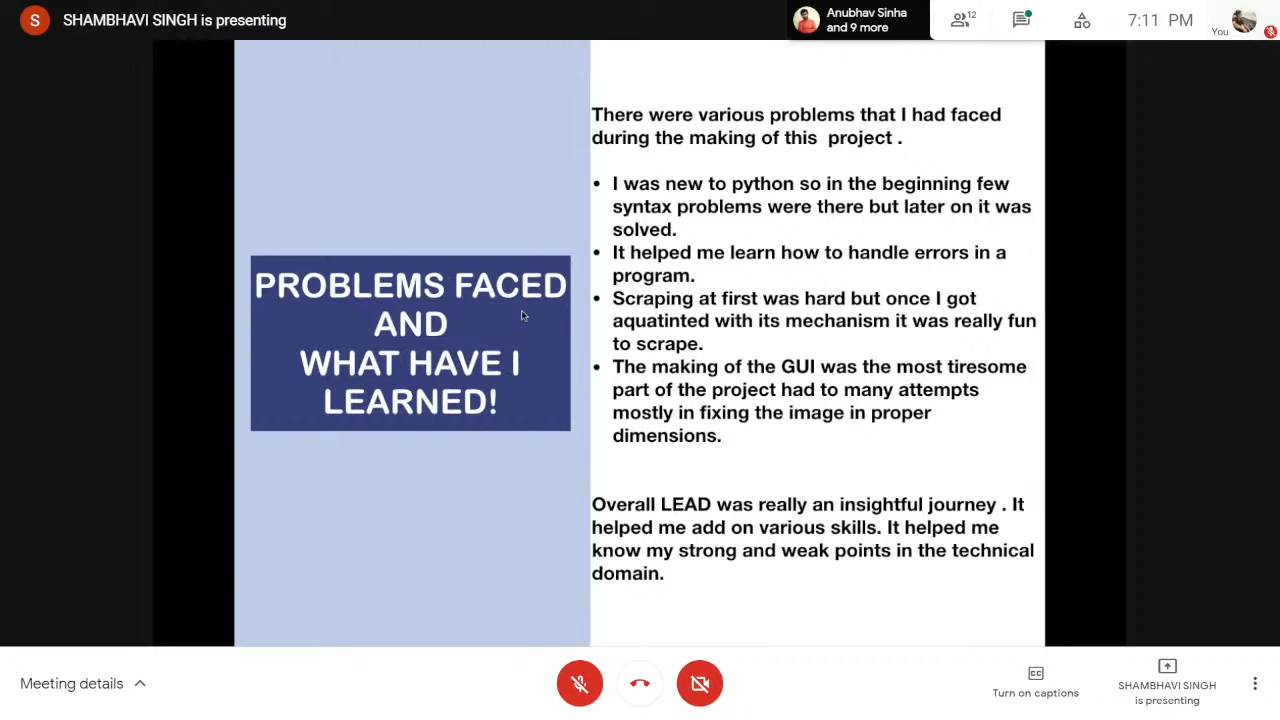 S
SHAMBHAVI SINGH is presenting
Anubhav Sinha
and 9 more
12
7:11 PM
You
There were various problems that I had faced
during the making of this project .
• I was new to python so in the beginning few
syntax problems were there but later on it was
solved.
• It helped me learn how to handle errors in a
program.
• Scraping at first was hard but once I got
aquatinted with its mechanism it was really fun
to scrape.
• The making of the GUI was the most tiresome
part of the project had to many attempts
mostly in fixing the image in proper
dimensions.
Overall LEAD was really an insightful journey . It
helped me add on various skills. It helped me
know my strong and weak points in the technical
domain.
PROBLEMS FACED
AND
WHAT HAVE I
LEARNED!
Meeting details
CC
Turn on captions
SHAMBHAVI SINGH
is presenting